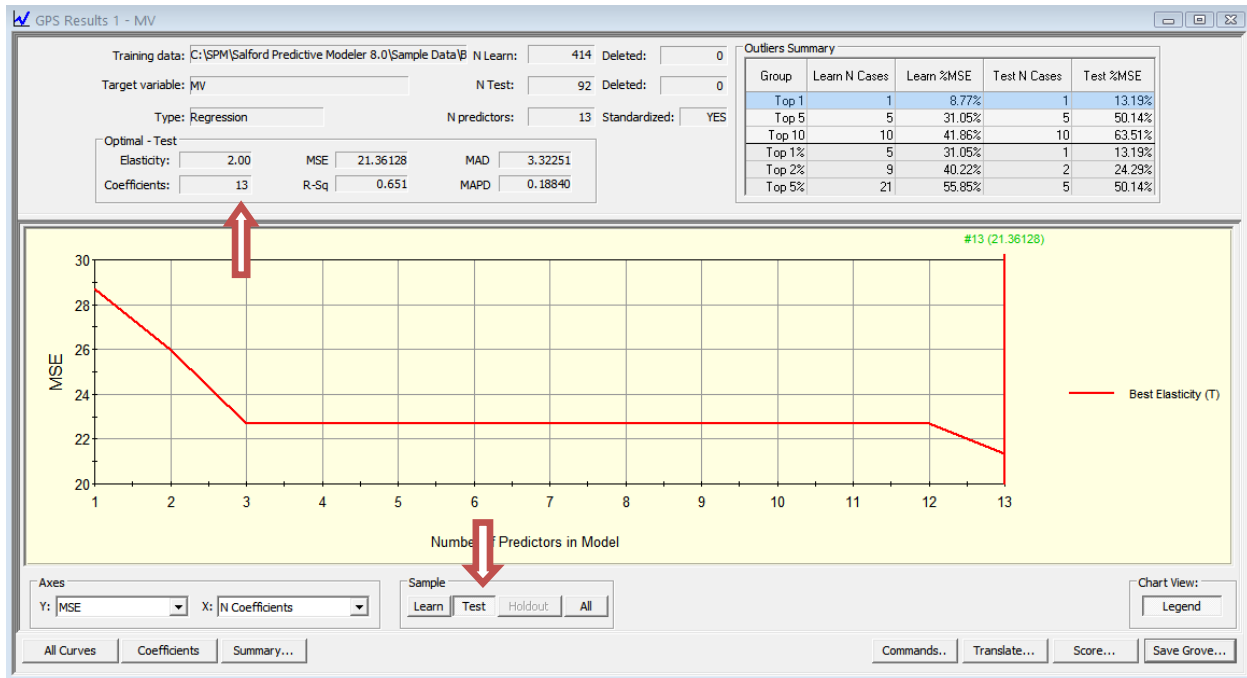 GPS Results 1 - MV
Training data: C:\SPM\Salford Predictive Modeler 8.0\Sample Data\B N Learn: 414 Deleted: 0
Target variable: MV N Test: 92 Deleted: 0
Type: Regression N predictors: 13 Standardized: YES
Optimal - Test
Elasticity: 2.00 MSE 21.36128 MAD 3.32251
Coefficients: 13 R-Sq 0.651 MAPD 0.18840
Outliers Summary
Group Learn N Cases Learn %MSE Test N Cases Test %MSE
Top 1 1 8.77% 1 13.19%
Top 5 5 31.05% 5 50.14%
Top 10 10 41.86% 10 63.51%
Top 1% 5 31.05% 1 13.19%
Top 2% 9 40.22% 2 24.29%
Top 5% 21 55.85% 5 50.14%
#13 (21.36128)
30
28
26
24
22
20
MSE
1 2 3 4 5 6 7 8 9 10 11 12 13
Number of Predictors in Model
Best Elasticity (T)
Axes
Y: MSE X: N Coefficients
Sample
Learn Test Holdout All
Chart View:
Legend
All Curves Coefficients Summary... Commands.. Translate... Score... Save Grove...